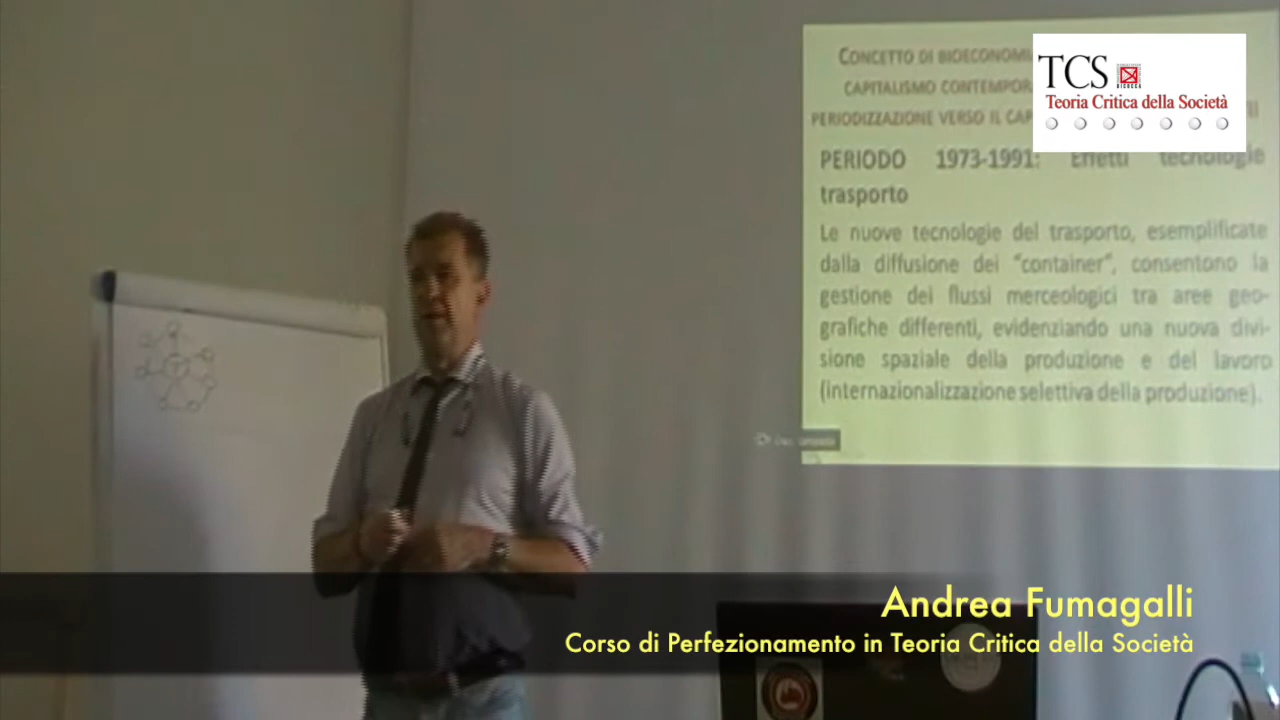 CONCETTO DI BIOECONOMI
CAPITALISMO CONTEMPOR
PERIODIZZAZIONE VERSO IL CAP
TCS
BICOCCA
Teoria Critica della Società
PERIODO 1973-1991: Effetti tecnologie
trasporto
Le nuove tecnologie del trasporto, esemplificate
dalla diffusione dei “container”, consentono la
gestione dei flussi merceologici tra aree geo-
grafiche differenti, evidenziando una nuova divi-
sione spaziale della produzione e del lavoro
(internazionalizzazione selettiva della produzione).
Andrea Fumagalli
Corso di Perfezionamento in Teoria Critica della Società